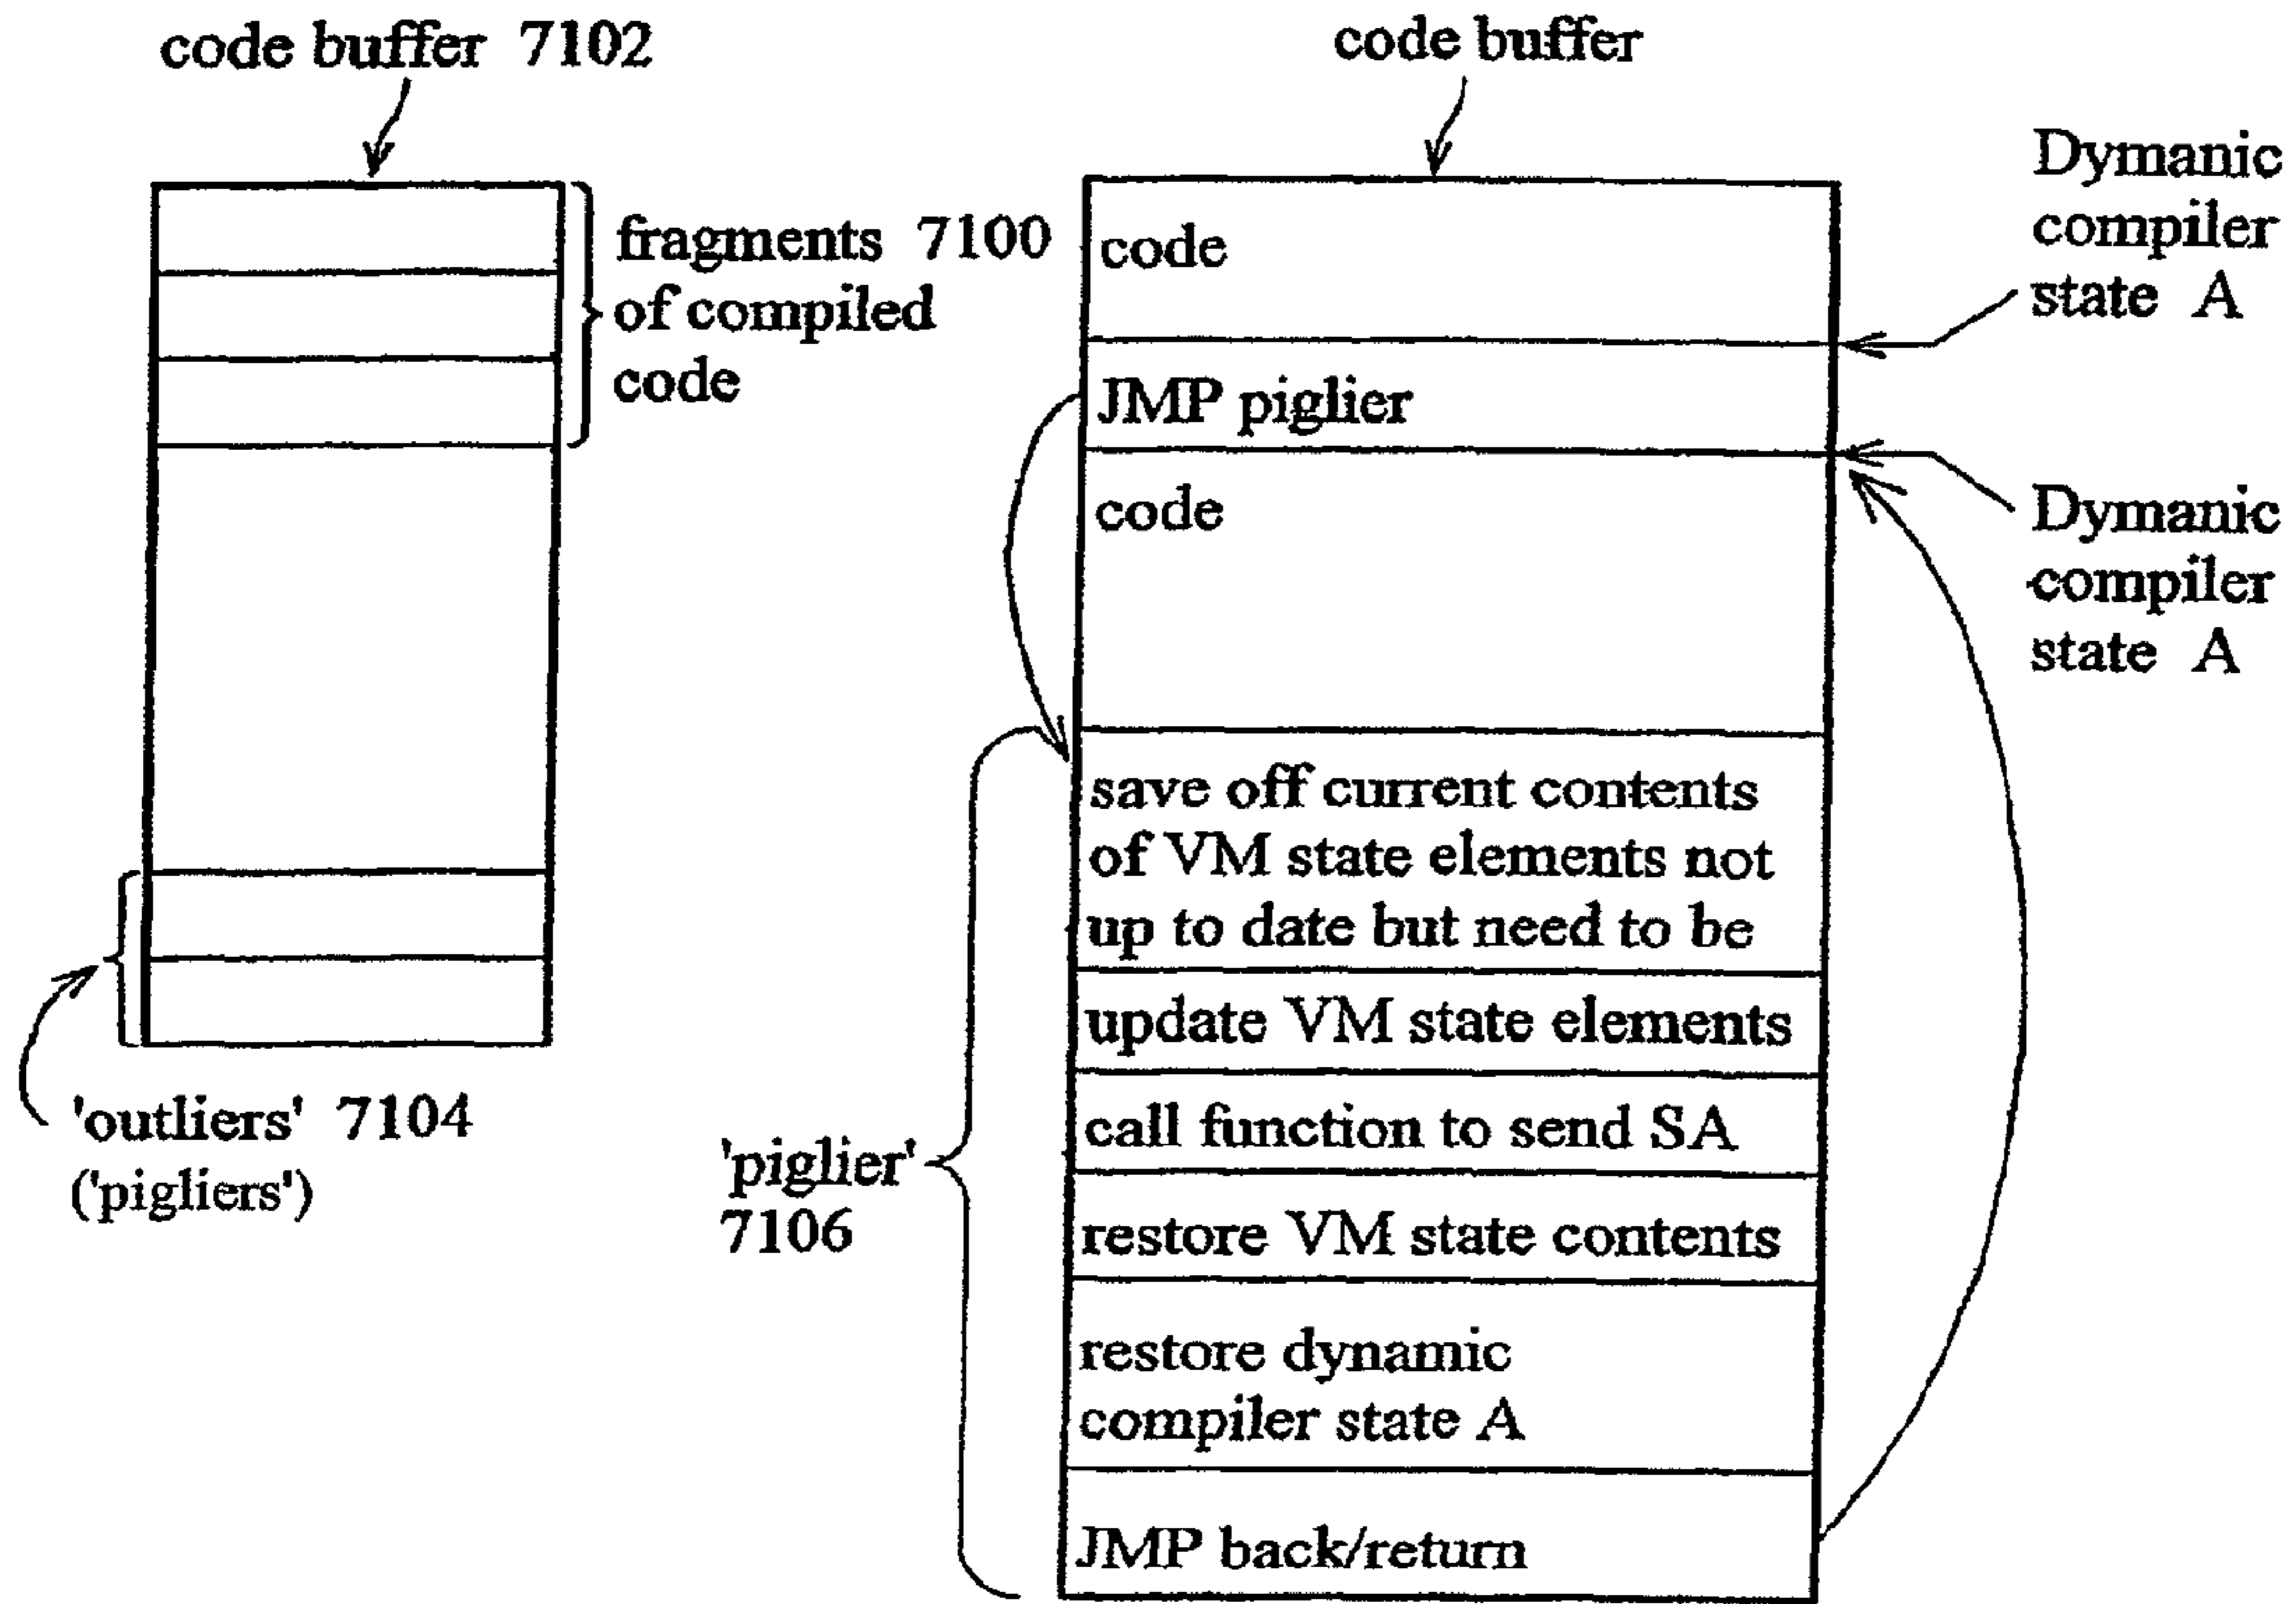 code buffer 7102
fragments 7100
of compiled
code
'outliers' 7104
('pigliers')
code buffer
code
JMP piglier
code
save off current contents
of VM state elements not
up to date but need to be
update VM state elements
call function to send SA
restore VM state contents
restore dynamic
compiler state A
JMP back/return
'piglier'
7106
Dymanic
compiler
state A
Dymanic
compiler
state A